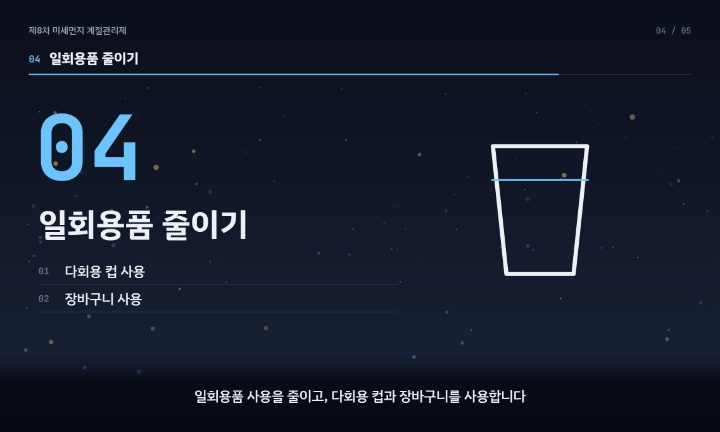 제8차 미세먼지 계절관리제
04 / 05
04 일회용품 줄이기
04
일회용품 줄이기
01 다회용 컵 사용
02 장바구니 사용
일회용품 사용을 줄이고, 다회용 컵과 장바구니를 사용합니다